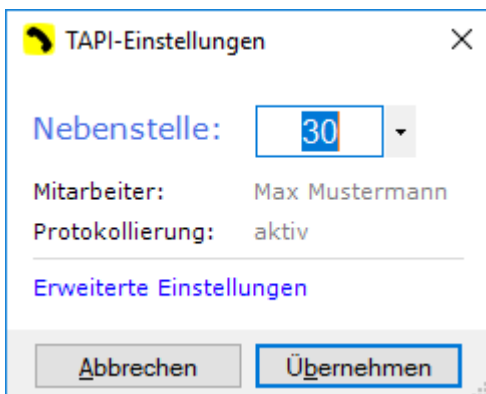 TAPI-Einstellungen
Nebenstelle: 30
Mitarbeiter: Max Mustermann
Protokollierung: aktiv
Erweiterte Einstellungen
Abbrechen Übernehmen